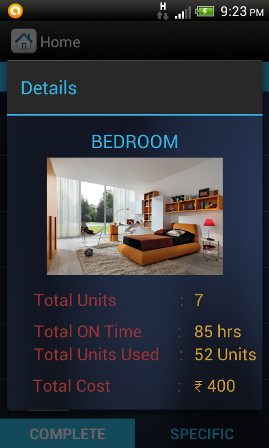 H 9:23 PM
Home
Details
BEDROOM
Total Units : 7
Total ON Time : 85 hrs
Total Units Used : 52 Units
Total Cost : ₹ 400
COMPLETE SPECIFIC